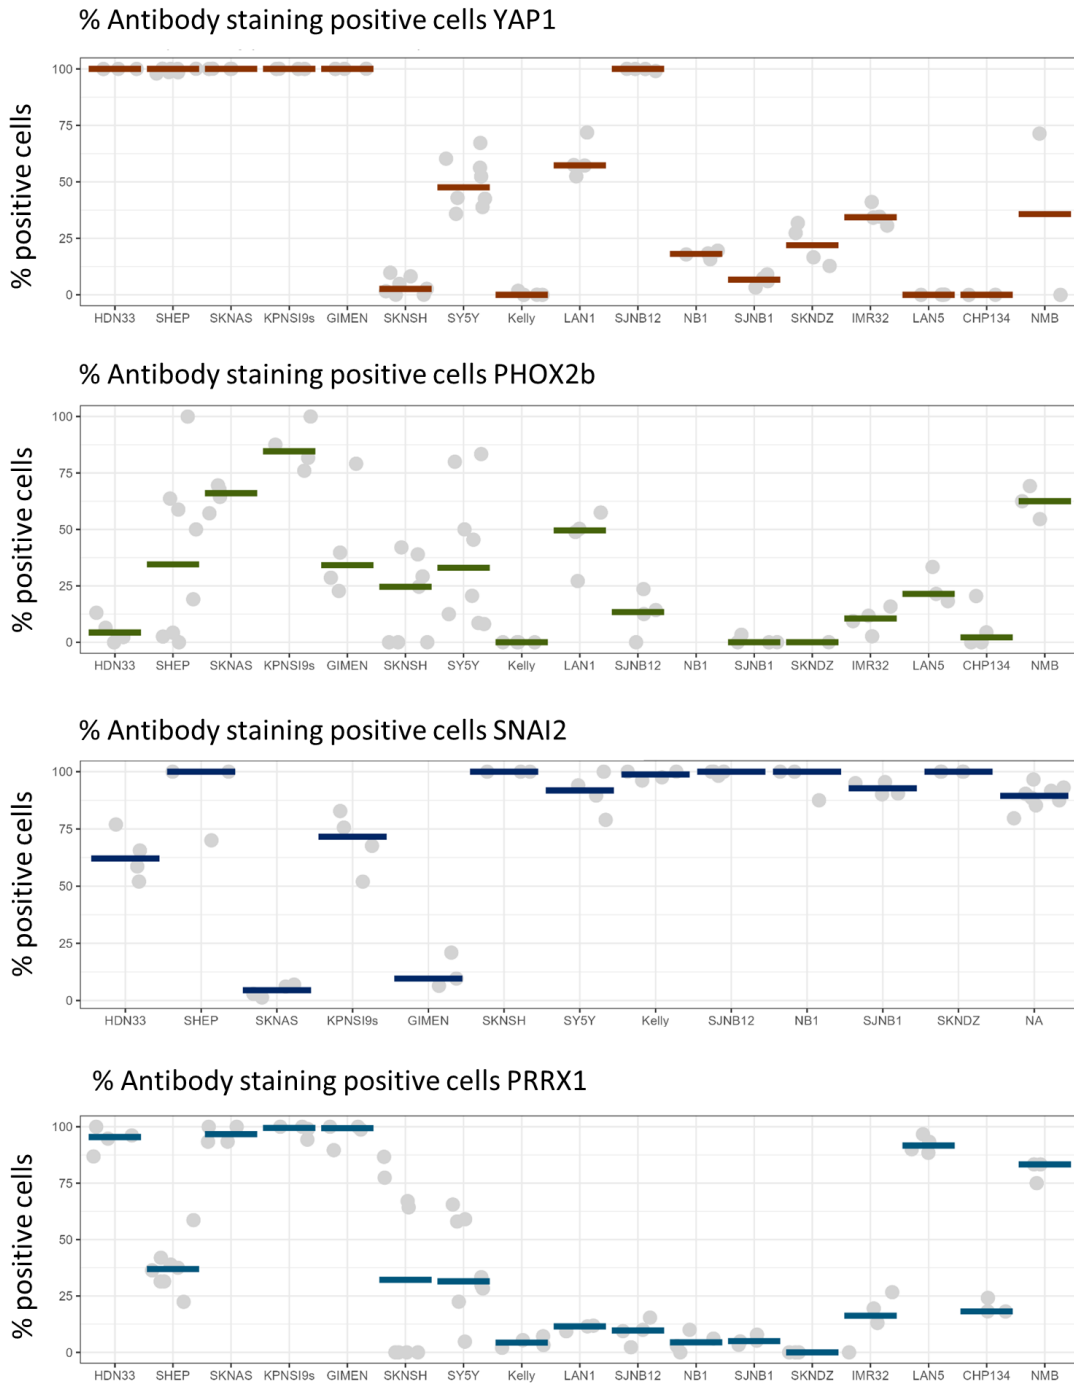 % Antibody staining positive cells YAP1
% positive cells
100
75
50
25
0
HDN33 SHEP SKNAS KPNSI9s GIMEN SKNSH SY5Y Kelly LAN1 SJNB12 NB1 SJNB1 SKNDZ IMR32 LAN5 CHP134 NMB
% Antibody staining positive cells PHOX2b
% positive cells
100
75
50
25
0
HDN33 SHEP SKNAS KPNSI9s GIMEN SKNSH SY5Y Kelly LAN1 SJNB12 NB1 SJNB1 SKNDZ IMR32 LAN5 CHP134 NMB
% Antibody staining positive cells SNAI2
% positive cells
100
75
50
25
0
HDN33 SHEP SKNAS KPNSI9s GIMEN SKNSH SY5Y Kelly SJNB12 NB1 SJNB1 SKNDZ NA
% Antibody staining positive cells PRRX1
% positive cells
100
75
50
25
0
HDN33 SHEP SKNAS KPNSI9s GIMEN SKNSH SY5Y Kelly LAN1 SJNB12 NB1 SJNB1 SKNDZ IMR32 LAN5 CHP134 NMB